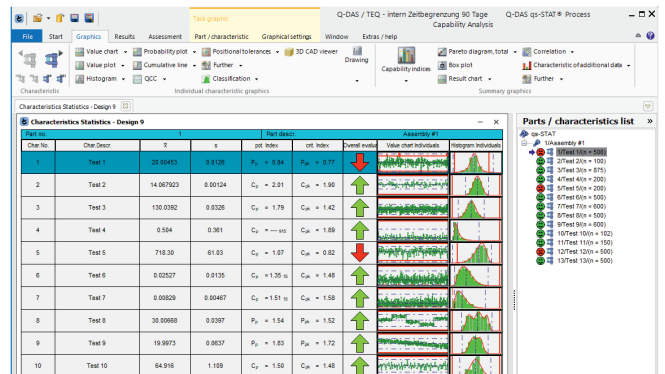 Task graphic
Q-DAS / TEQ - intern Zeitbegrenzung 90 Tage Q-DAS qs-STAT® Process
Capability Analysis
File Start Graphics Results Assessment Part / characteristic Graphical settings Window Extras / help
Value chart Probability plot Positional tolerances 3D CAD viewer
Value plot Cumulative line Further
Histogram QCC Classification
Drawing
Capability indices
Pareto diagram, total Correlation
Box plot Characteristic of additional data
Result chart Further
Characteristic Individual characteristic graphics Summary graphics
Characteristics Statistics - Design 9
Characteristics Statistics - Design 9
Part no. 1 Part descr. Assembly #1
Char.No. Char.Descr. x̄ s pot. Index crit. Index Overall evalua Value chart Individuals Histogram Individuals
1 Test 1 20.00453 0.0126 Pp = 0.84 Ppk = 0.77
2 Test 2 14.067923 0.00124 Cp = 2.01 Cpk = 1.90
3 Test 3 130.0392 0.0326 Cp = 1.79 Cpk = 1.42
4 Test 4 0.504 0.361 Cp = --- Cpk = 1.89
5 Test 5 718.30 61.03 Cp = 1.07 Cpk = 0.82
6 Test 6 0.02527 0.0135 Cp =1.35 Cpk = 1.48
7 Test 7 0.00829 0.00467 Cp =1.51 Cpk = 1.58
8 Test 8 30.00668 0.0397 Pp = 1.54 Ppk = 1.52
9 Test 9 19.9973 0.0637 Pp = 1.83 Ppk = 1.72
10 Test 10 64.916 1.109 Cp = 1.50 Cpk = 1.48
Parts / characteristics list »
qs-STAT
1/Assembly #1
1/Test 1/(n = 500)
2/Test 2/(n = 100)
3/Test 3/(n = 875)
4/Test 4/(n = 200)
5/Test 5/(n = 200)
6/Test 6/(n = 500)
7/Test 7/(n = 600)
8/Test 8/(n = 500)
9/Test 9/(n = 600)
10/Test 10/(n = 102)
11/Test 11/(n = 150)
12/Test 12/(n = 500)
13/Test 13/(n = 500)